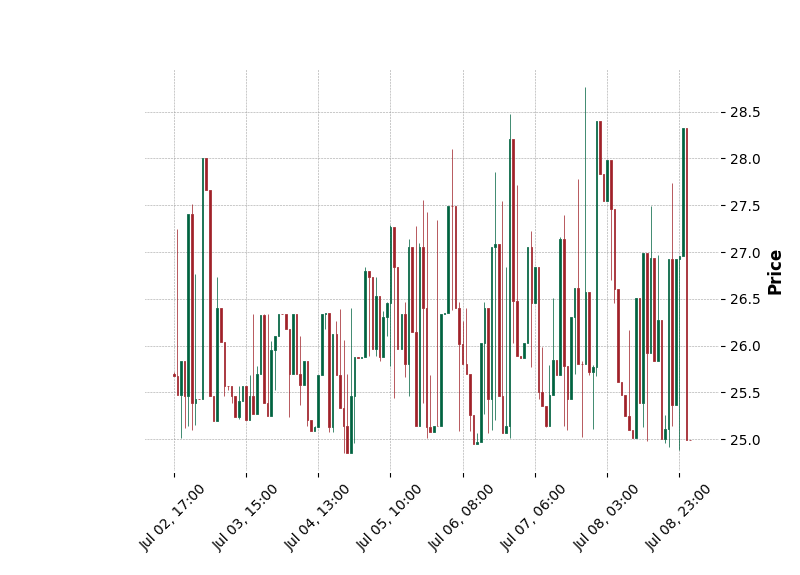 28.5
28.0
27.5
27.0
26.5
26.0
25.5
25.0
Price
Jul 02, 17:00
Jul 03, 15:00
Jul 04, 13:00
Jul 05, 10:00
Jul 06, 08:00
Jul 07, 06:00
Jul 08, 03:00
Jul 08, 23:00